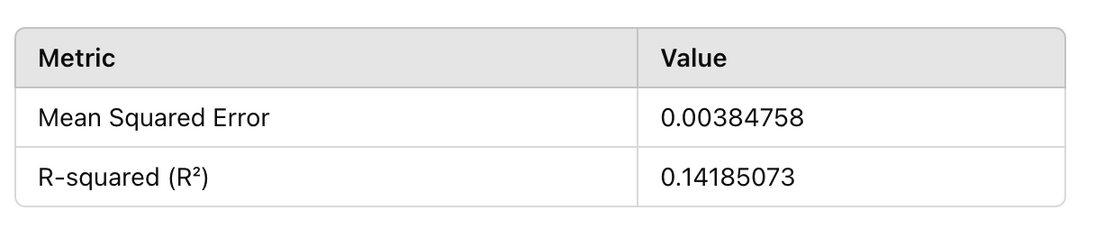 Metric Value
Mean Squared Error 0.00384758
R-squared (R²) 0.14185073